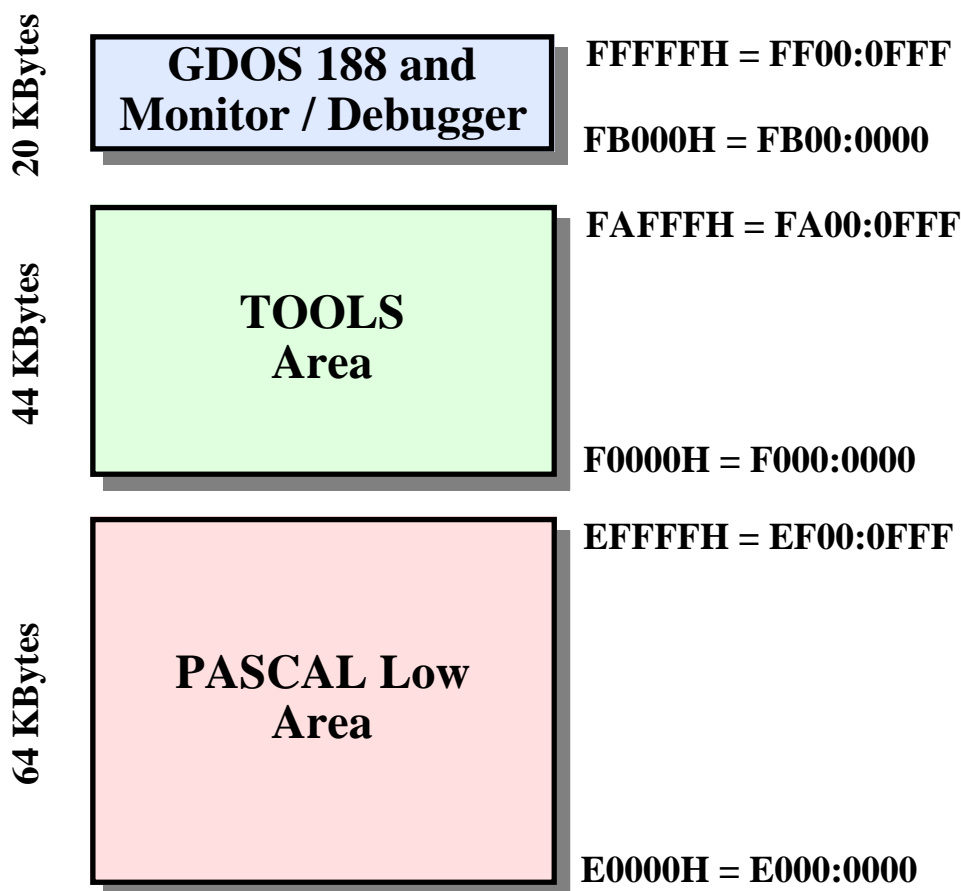 20 KBytes
GDOS 188 and
Monitor / Debugger
FFFFFH = FF00:0FFF
FB000H = FB00:0000
44 KBytes
TOOLS
Area
FAFFFH = FA00:0FFF
F0000H = F000:0000
64 KBytes
PASCAL Low
Area
EFFFFH = EF00:0FFF
E0000H = E000:0000